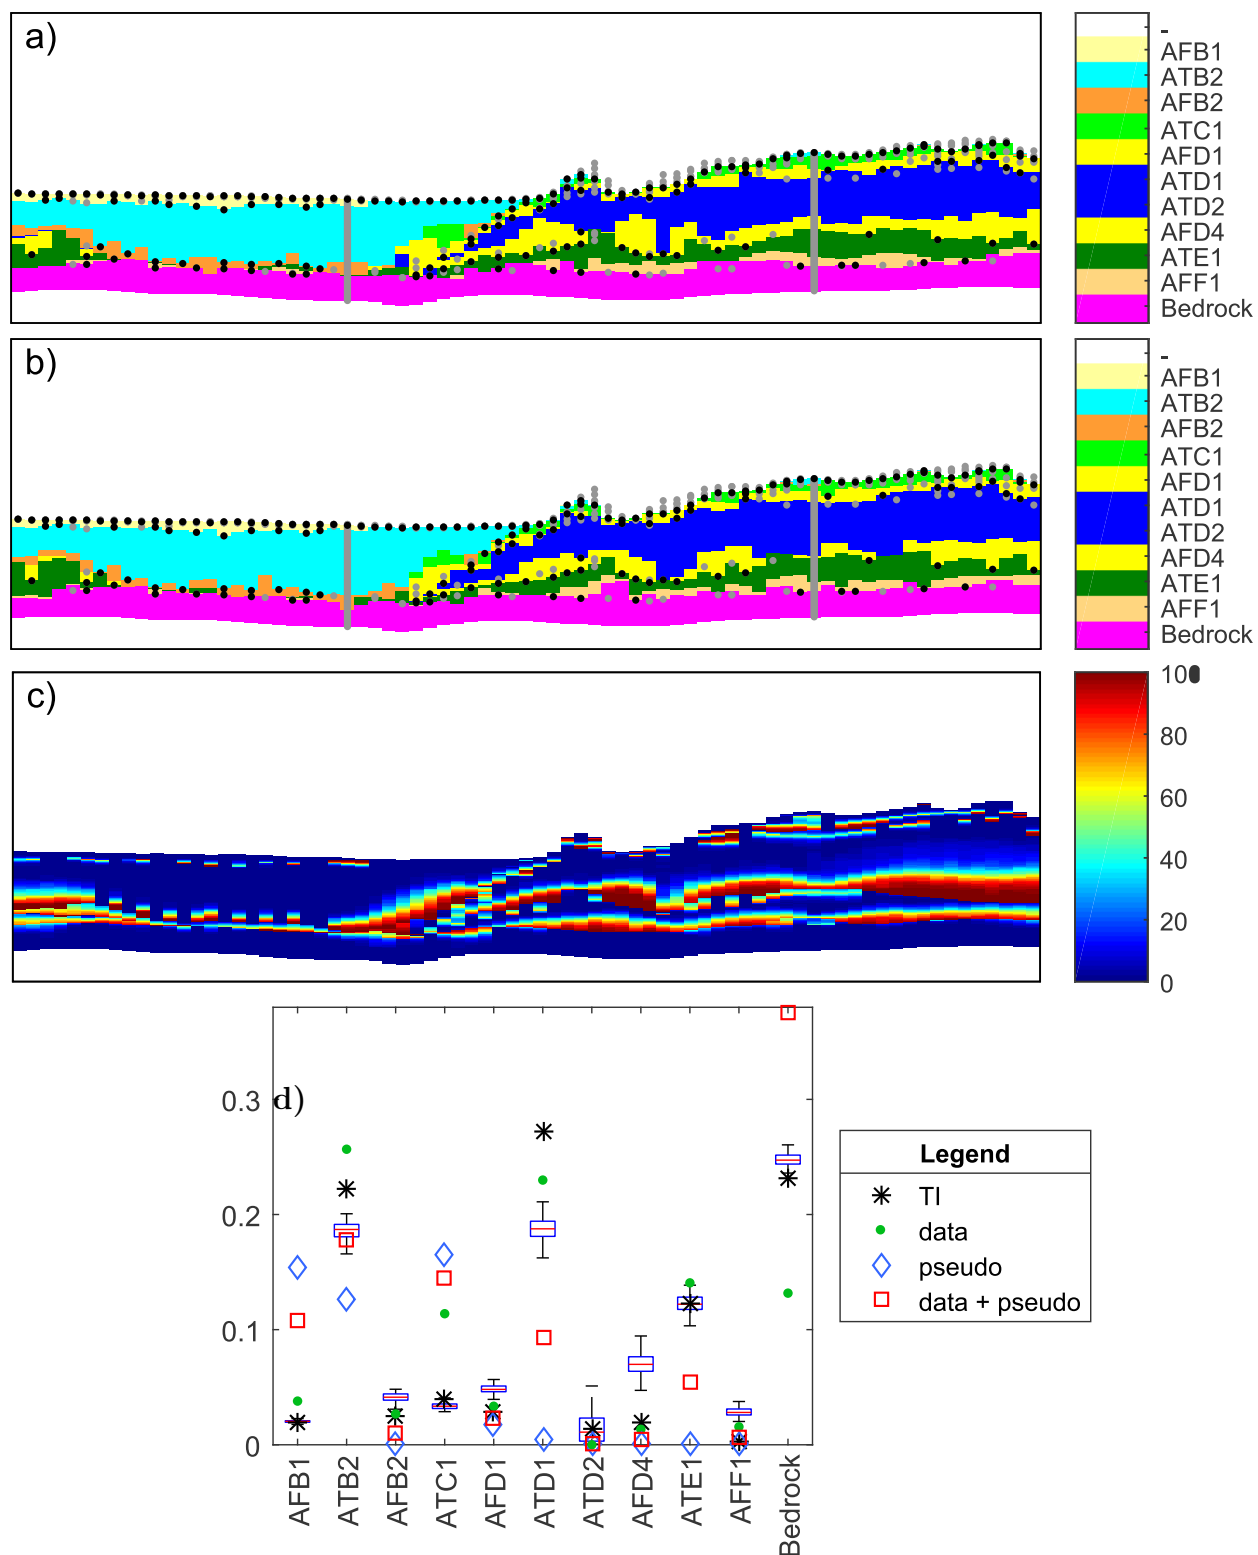 a)
-
AFB1
ATB2
AFB2
ATC1
AFD1
ATD1
ATD2
AFD4
ATE1
AFF1
Bedrock
b)
-
AFB1
ATB2
AFB2
ATC1
AFD1
ATD1
ATD2
AFD4
ATE1
AFF1
Bedrock
c)
100
80
60
40
20
0
d)
0.3
0.2
0.1
0
AFB1
ATB2
AFB2
ATC1
AFD1
ATD1
ATD2
AFD4
ATE1
AFF1
Bedrock
Legend
TI
data
pseudo
data + pseudo